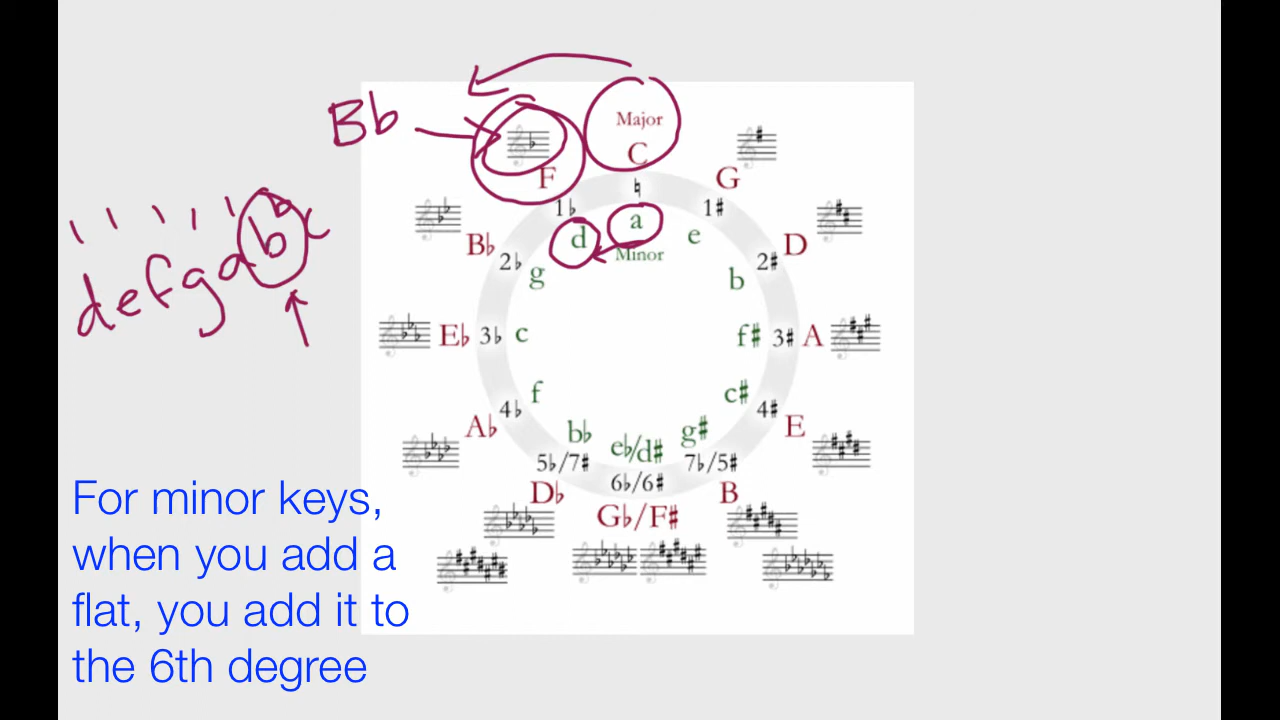 Bb
Major
C
F
G
♮
1♭
1♯
d e f g a b♭ c
d
a
e
Minor
B♭
2♭
g
b
2♯
D
E♭
3♭
c
f♯
3♯
A
f
c♯
A♭
4♭
4♯
E
b♭
e♭/d♯
g♯
5♭/7♯
6♭/6♯
7♭/5♯
D♭
G♭/F♯
B
For minor keys,
when you add a
flat, you add it to
the 6th degree